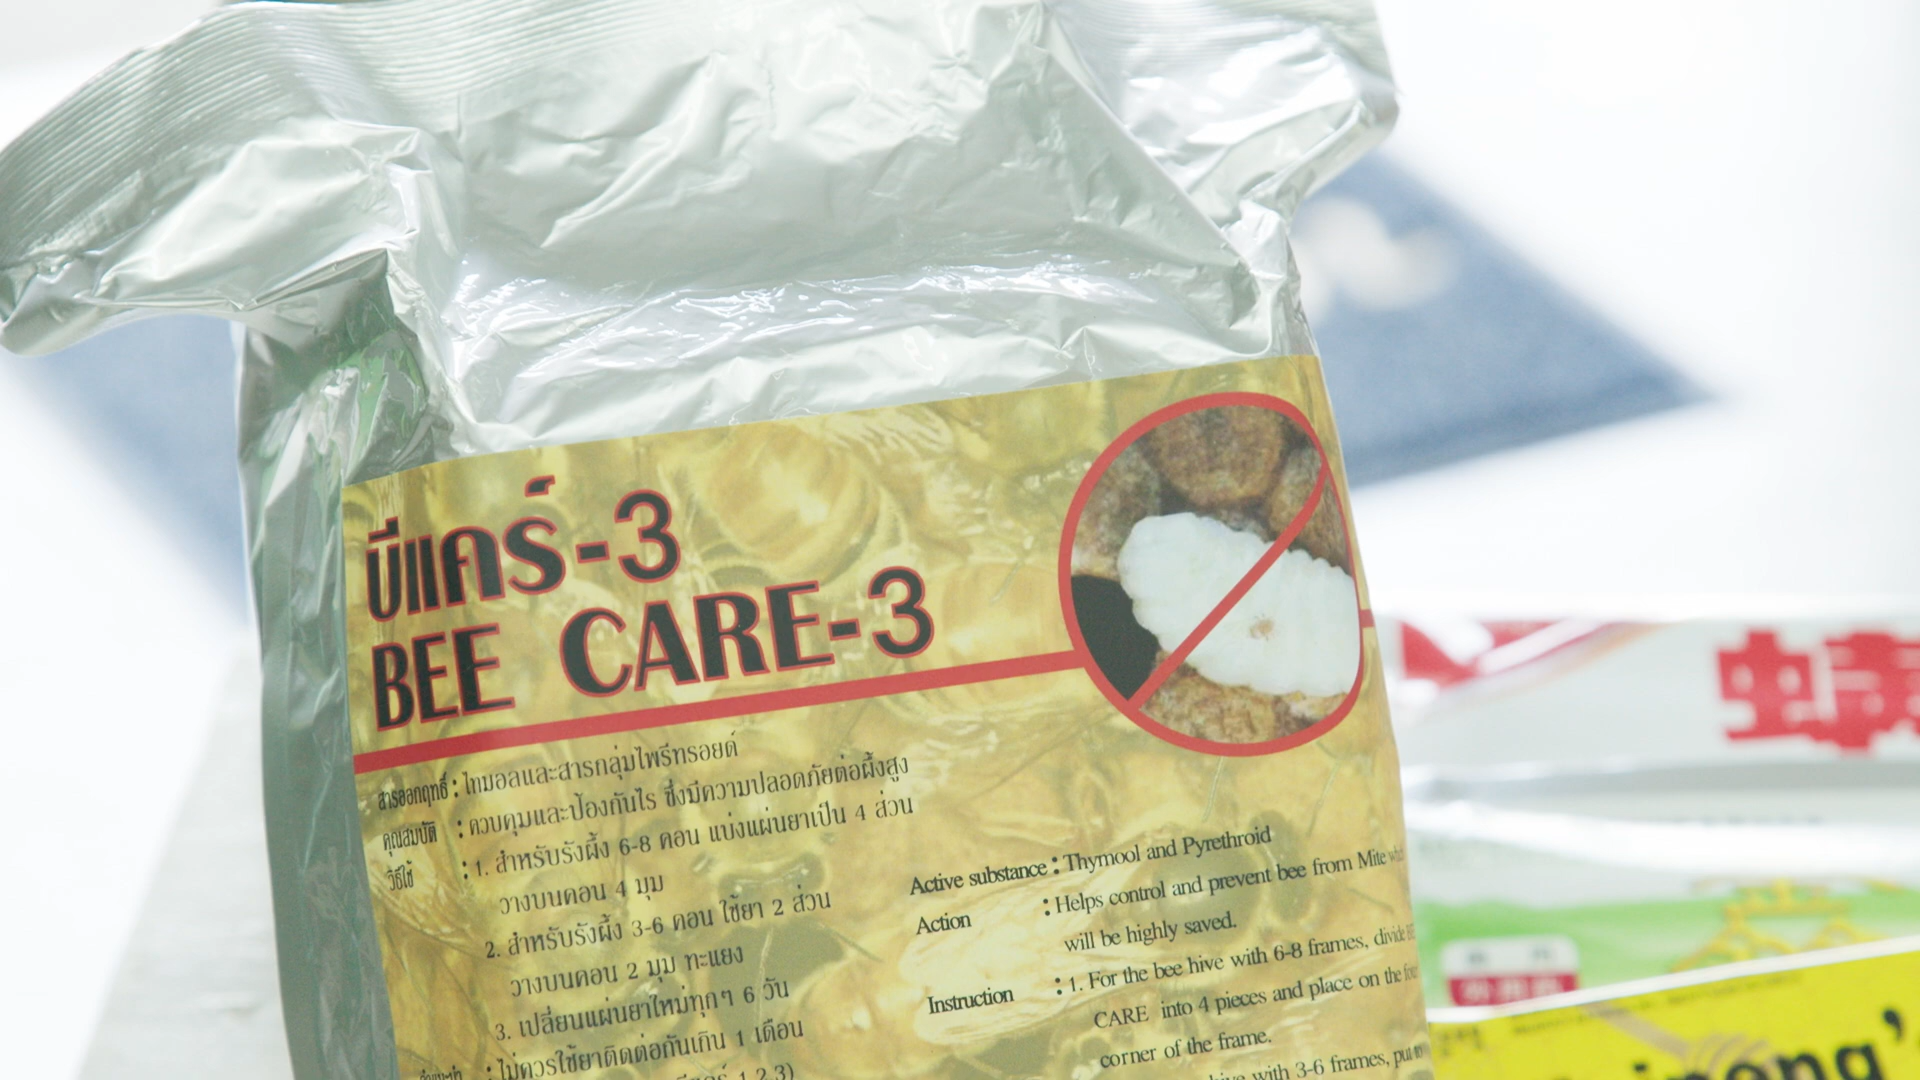 บีแคร์-3
BEE CARE-3
สารออกฤทธิ์ : ไทมอลและสารกลุ่มไพรีทรอยด์
คุณสมบัติ : ควบคุมและป้องกันไร ซึ่งมีความปลอดภัยต่อผึ้งสูง
วิธีใช้ : 1. สำหรับรังผึ้ง 6-8 คอน แบ่งแผ่นยาเป็น 4 ส่วน
วางบนคอน 4 มุม
2. สำหรับรังผึ้ง 3-6 คอน ใช้ยา 2 ส่วน
วางบนคอน 2 มุม ทะแยง
3. เปลี่ยนแผ่นยาใหม่ทุกๆ 6 วัน
: ไม่ควรใช้ยาติดต่อกันเกิน 1 เดือน
1,2,3)
Active substance : Thymool and Pyrethroid
Action : Helps control and prevent bee from Mite
will be highly saved.
Instruction : 1. For the bee hive with 6-8 frames, divide
CARE into 4 pieces and place on the
corner of the frame.
with 3-6 frames, put